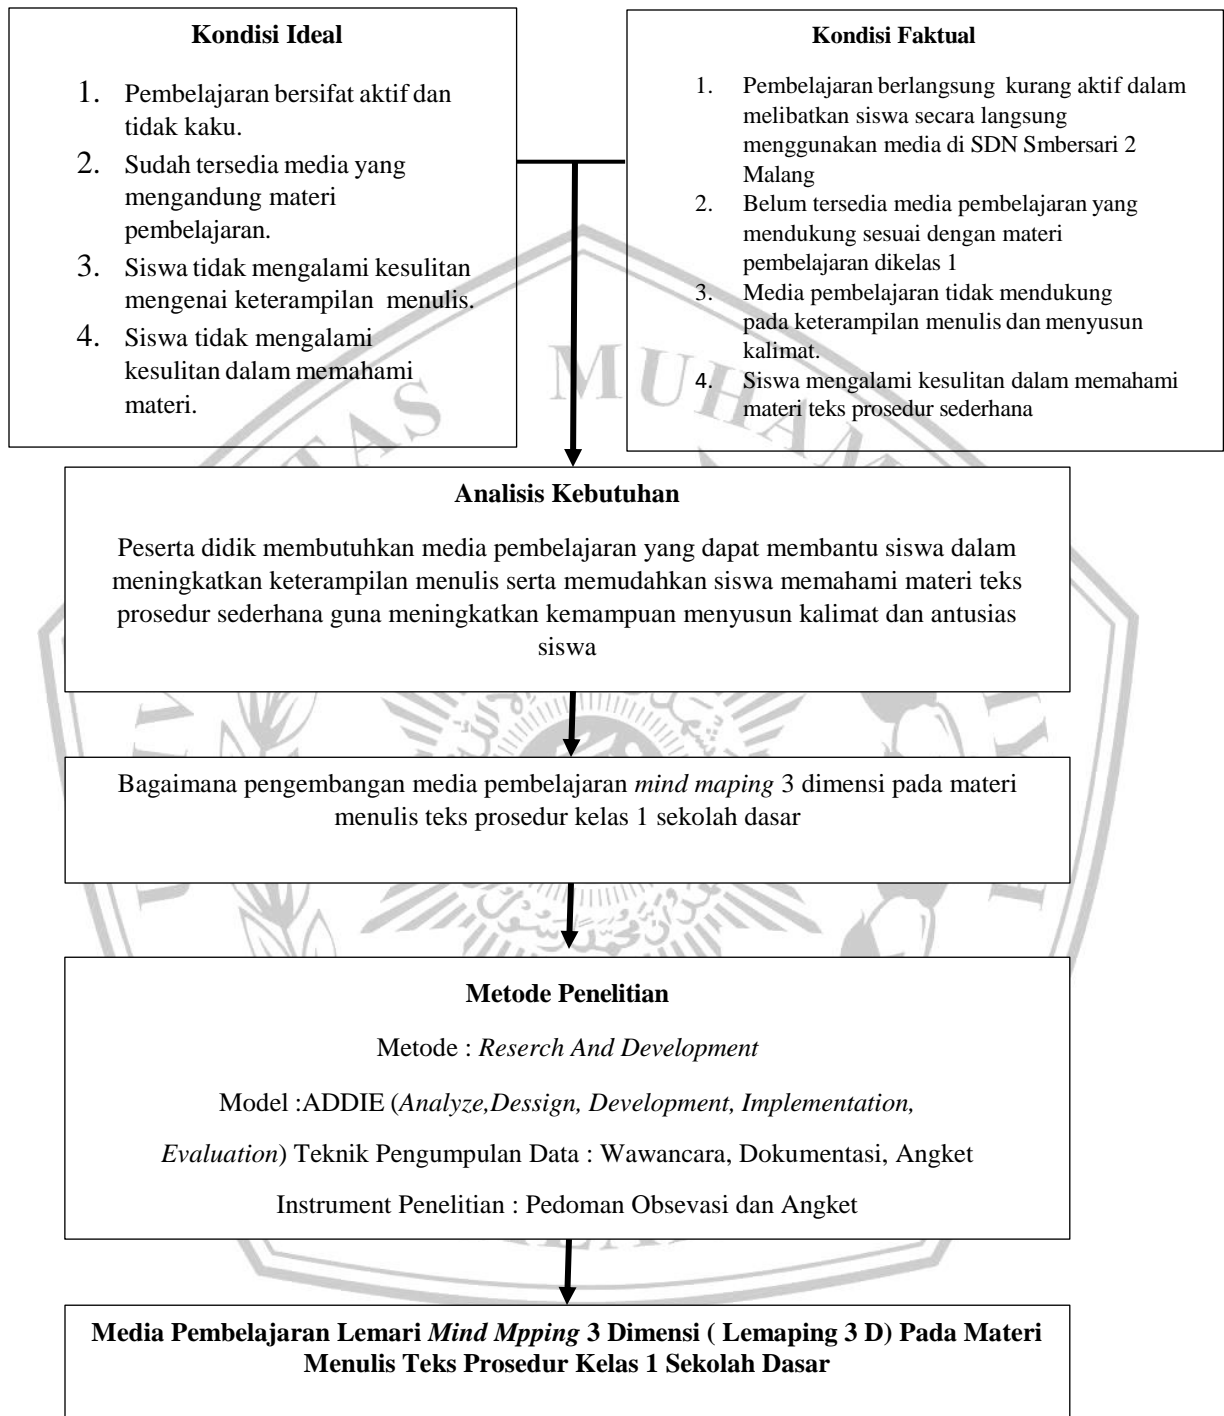 Kondisi Ideal
1. Pembelajaran bersifat aktif dan
tidak kaku.
2. Sudah tersedia media yang
mengandung materi
pembelajaran.
3. Siswa tidak mengalami kesulitan
mengenai keterampilan menulis.
4. Siswa tidak mengalami
kesulitan dalam memahami
materi.
Kondisi Faktual
1. Pembelajaran berlangsung kurang aktif dalam
melibatkan siswa secara langsung
menggunakan media di SDN Smbersari 2
Malang
2. Belum tersedia media pembelajaran yang
mendukung sesuai dengan materi
pembelajaran dikelas 1
3. Media pembelajaran tidak mendukung
pada keterampilan menulis dan menyusun
kalimat.
4. Siswa mengalami kesulitan dalam memahami
materi teks prosedur sederhana
TAS MUHAM
Analisis Kebutuhan
Peserta didik membutuhkan media pembelajaran yang dapat membantu siswa dalam
meningkatkan keterampilan menulis serta memudahkan siswa memahami materi teks
prosedur sederhana guna meningkatkan kemampuan menyusun kalimat dan antusias
siswa
Bagaimana pengembangan media pembelajaran mind maping 3 dimensi pada materi
menulis teks prosedur kelas 1 sekolah dasar
Metode Penelitian
Metode : Reserch And Development
Model :ADDIE (Analyze,Dessign, Development, Implementation,
Evaluation) Teknik Pengumpulan Data : Wawancara, Dokumentasi, Angket
Instrument Penelitian : Pedoman Obsevasi dan Angket
Media Pembelajaran Lemari Mind Mpping 3 Dimensi ( Lemaping 3 D) Pada Materi
Menulis Teks Prosedur Kelas 1 Sekolah Dasar